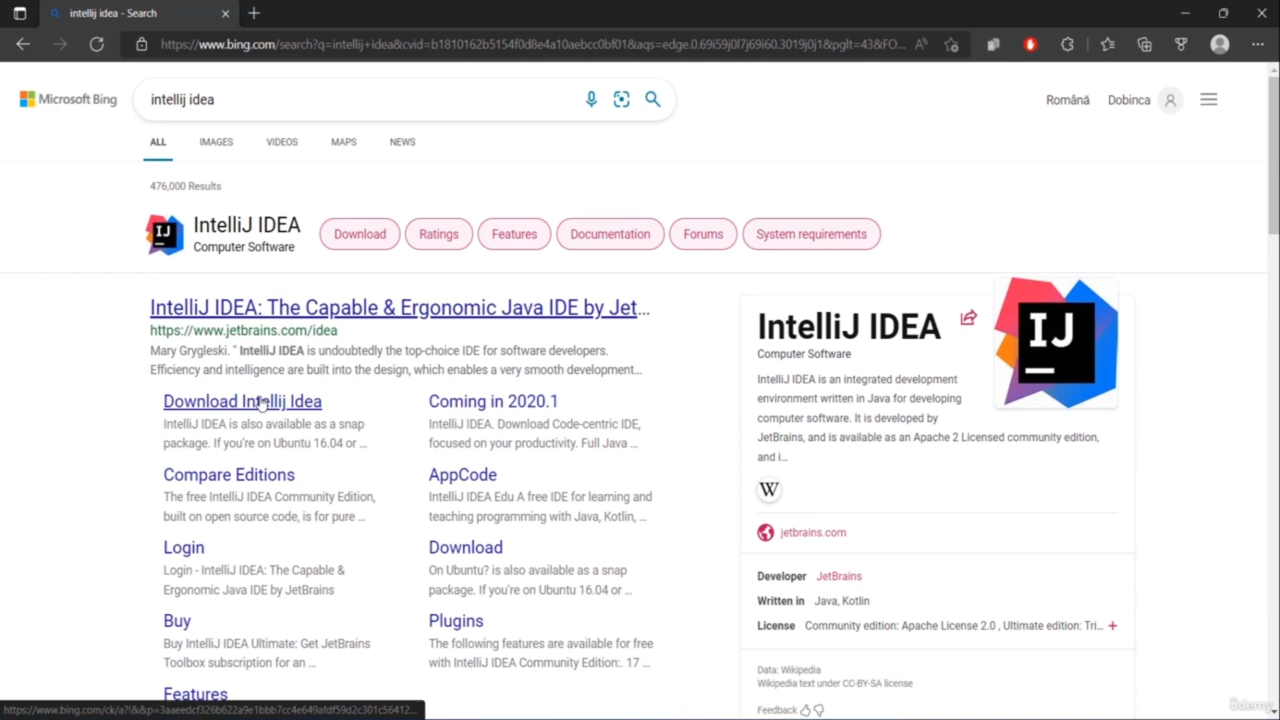 intellij idea - Search
https://www.bing.com/search?q=intellij+idea&cvid=b1810162b5154f0d8e4a10aebcc0bf01&aqs=edge.0.69i59j0l7j69i60.3019j0j1&pglt=43&FO...
Microsoft Bing
intellij idea
Română
Dobinca
ALL
IMAGES
VIDEOS
MAPS
NEWS
476,000 Results
IJ
IntelliJ IDEA
Computer Software
Download
Ratings
Features
Documentation
Forums
System requirements
IntelliJ IDEA: The Capable & Ergonomic Java IDE by Jet...
https://www.jetbrains.com/idea
Mary Grygleski. " IntelliJ IDEA is undoubtedly the top-choice IDE for software developers.
Efficiency and intelligence are built into the design, which enables a very smooth development...
Download Intellij Idea
IntelliJ IDEA is also available as a snap
package. If you're on Ubuntu 16.04 or ...
Coming in 2020.1
IntelliJ IDEA. Download Code-centric IDE,
focused on your productivity. Full Java ...
Compare Editions
The free IntelliJ IDEA Community Edition,
built on open source code, is for pure ...
AppCode
IntelliJ IDEA Edu A free IDE for learning and
teaching programming with Java, Kotlin, ...
Login
Login - IntelliJ IDEA: The Capable &
Ergonomic Java IDE by JetBrains
Download
On Ubuntu? is also available as a snap
package. If you're on Ubuntu 16.04 or ...
Buy
Buy IntelliJ IDEA Ultimate: Get JetBrains
Toolbox subscription for an ...
Plugins
The following features are available for free
with IntelliJ IDEA Community Edition:. 17 ...
Features
IntelliJ IDEA
Computer Software
IJ
IntelliJ IDEA is an integrated development
environment written in Java for developing
computer software. It is developed by
JetBrains, and is available as an Apache 2 Licensed community edition,
and i...
W
jetbrains.com
Developer JetBrains
Written in Java, Kotlin
License Community edition: Apache License 2.0 , Ultimate edition: Tri... +
Data: Wikipedia
Wikipedia text under CC-BY-SA license
Feedback
https://www.bing.com/ck/a?!&&p=3aaeedcf326b622a9e1bbb7cc4e649afdf59d2c301c56412...
ûdemy